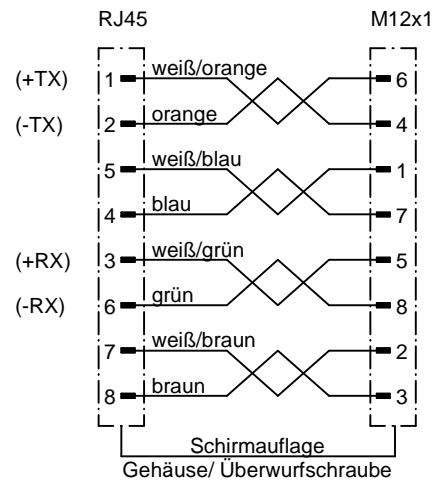 RJ45 M12x1
(+TX) 1 weiß/orange 6
(-TX) 2 orange 4
5 weiß/blau 1
4 blau 7
(+RX) 3 weiß/grün 5
(-RX) 6 grün 8
7 weiß/braun 2
8 braun 3
Schirmauflage
Gehäuse/ Überwurfschraube